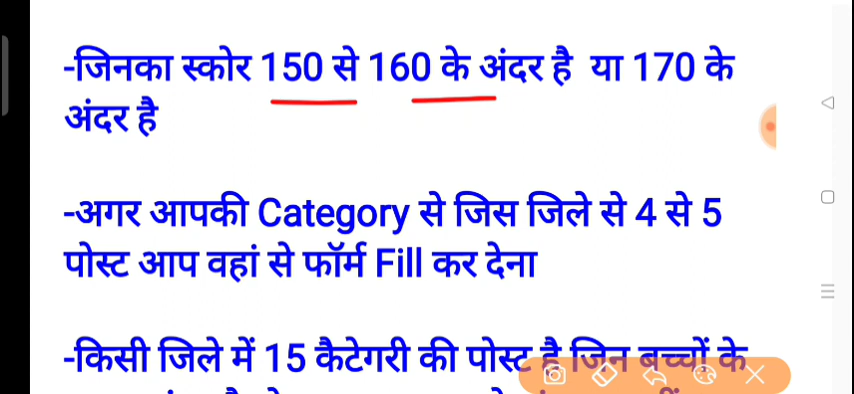 -जिनका स्कोर 150 से 160 के अंदर है या 170 के
अंदर है
-अगर आपकी Category से जिस जिले से 4 से 5
पोस्ट आप वहां से फॉर्म Fill कर देना
-किसी जिले में 15 कैटेगरी की पोस्ट है जिन बच्चों के